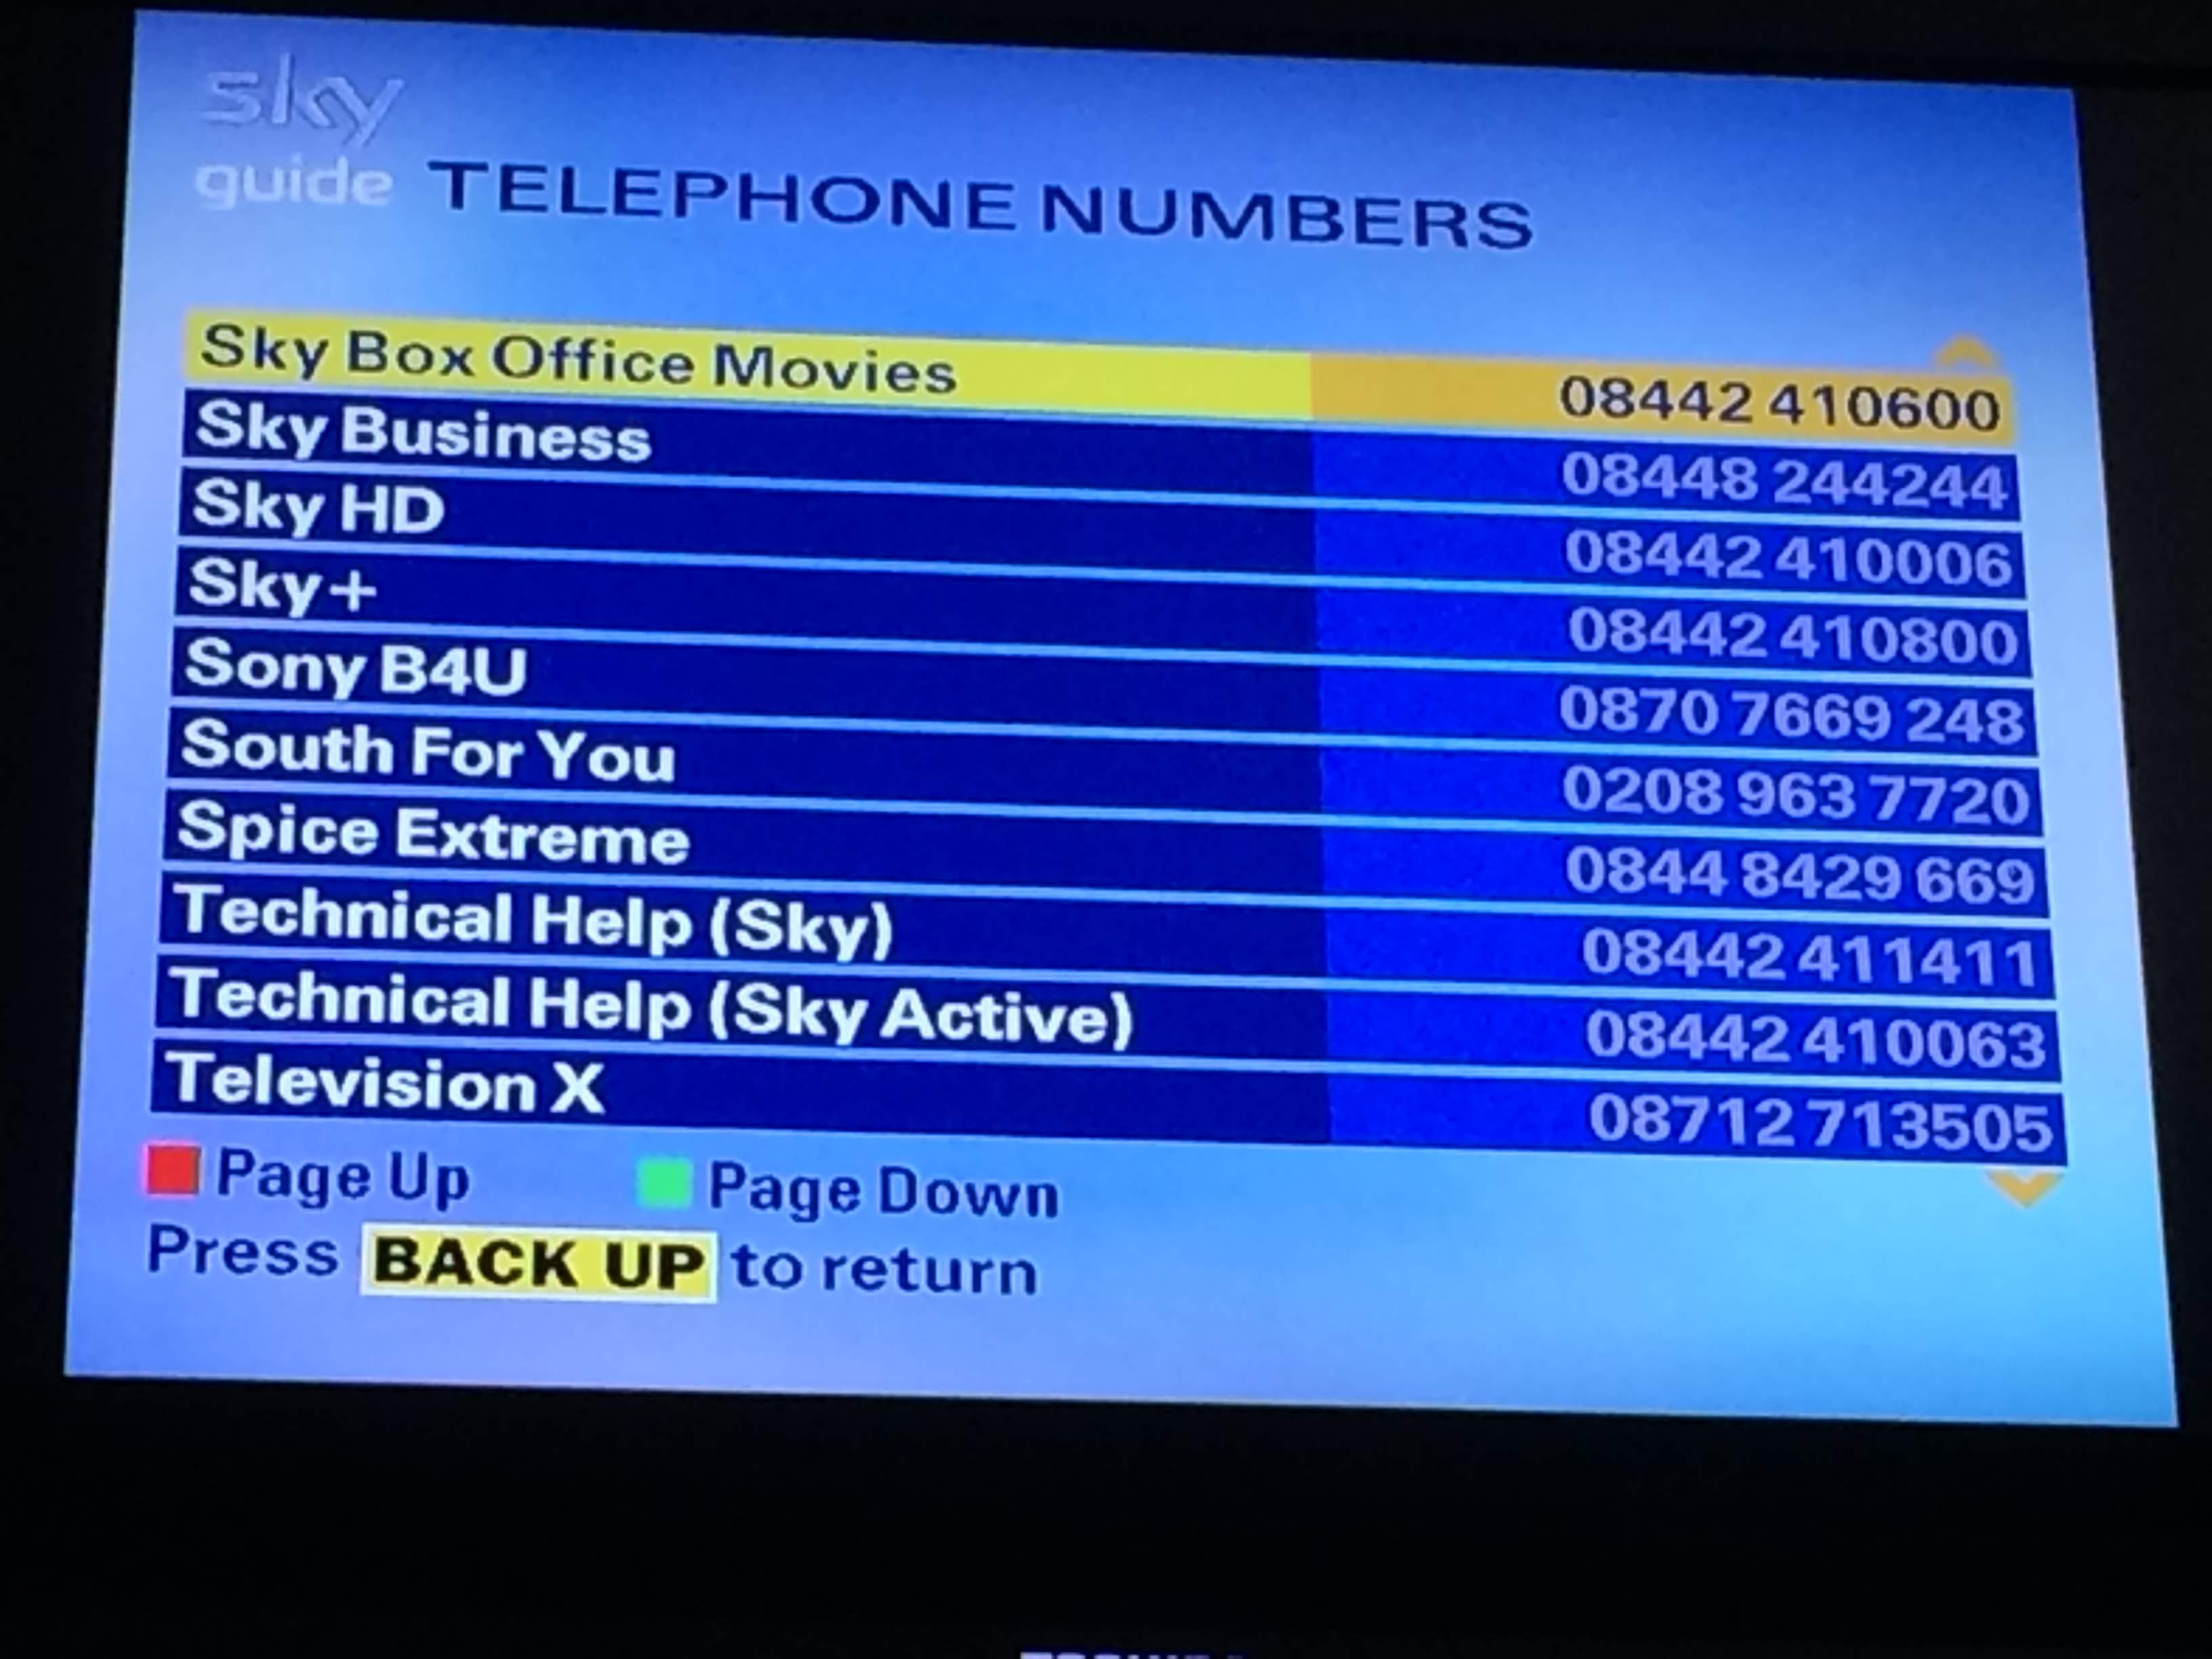 sky
guide TELEPHONE NUMBERS
Sky Box Office Movies 08442 410600
Sky Business 08448 244244
Sky HD 08442 410006
Sky+ 08442 410800
Sony B4U 0870 7669 248
South For You 0208 963 7720
Spice Extreme 0844 8429 669
Technical Help (Sky) 08442 411411
Technical Help (Sky Active) 08442 410063
Television X 08712 713505
Page Up Page Down
Press BACK UP to return